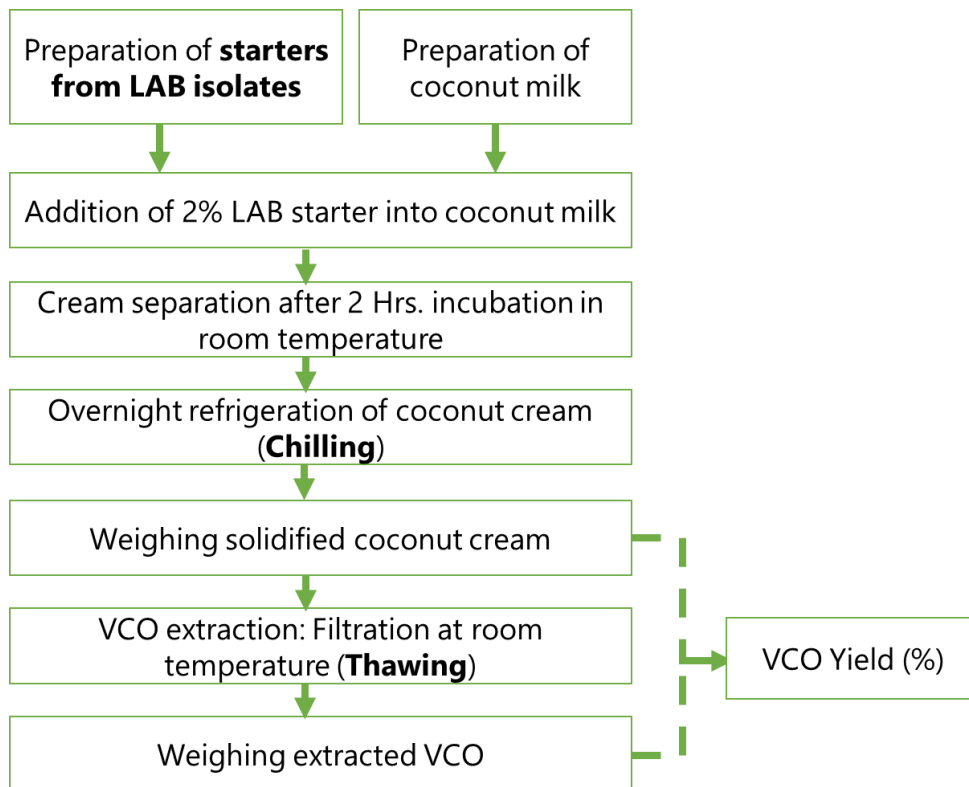 Preparation of starters
from LAB isolates
Preparation of
coconut milk
Addition of 2% LAB starter into coconut milk
Cream separation after 2 Hrs. incubation in
room temperature
Overnight refrigeration of coconut cream
(Chilling)
Weighing solidified coconut cream
VCO extraction: Filtration at room
temperature (Thawing)
VCO Yield (%)
Weighing extracted VCO